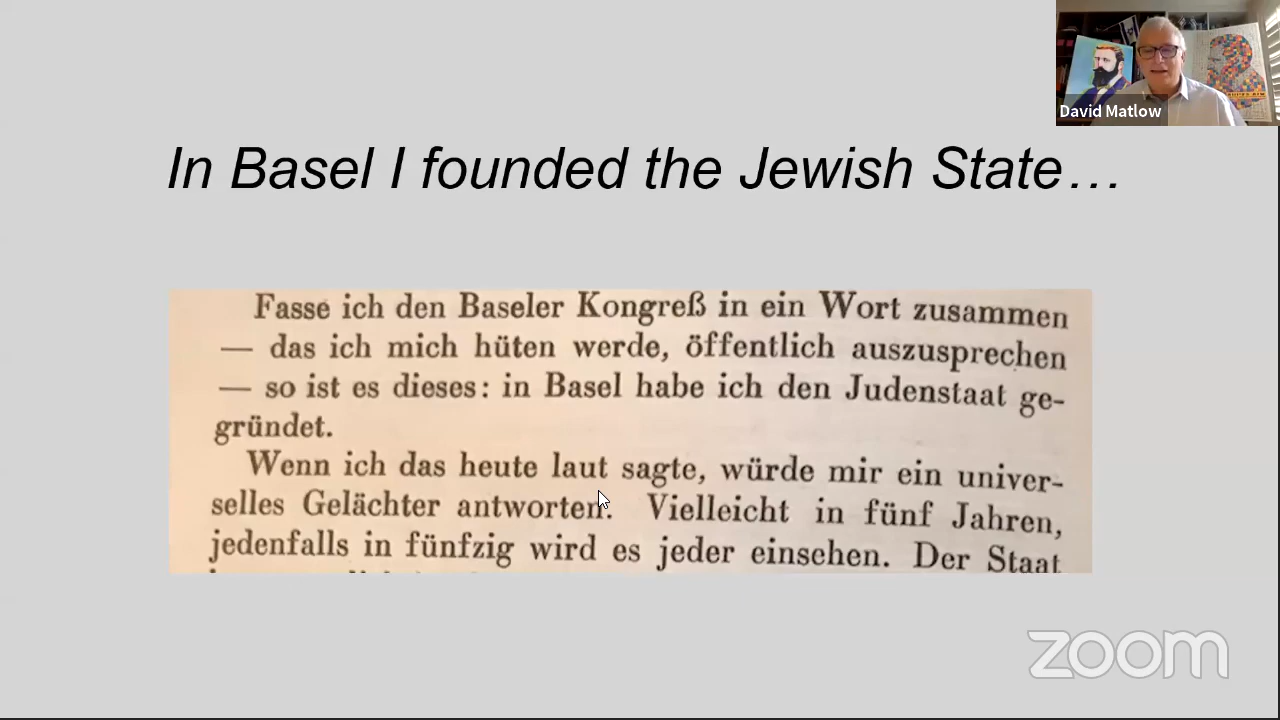 David Matlow
In Basel I founded the Jewish State…
Fasse ich den Baseler Kongreß in ein Wort zusammen
— das ich mich hüten werde, öffentlich auszusprechen
— so ist es dieses: in Basel habe ich den Judenstaat ge-
gründet.
Wenn ich das heute laut sagte, würde mir ein univer-
selles Gelächter antworten. Vielleicht in fünf Jahren,
jedenfalls in fünfzig wird es jeder einsehen. Der Staat
zoom